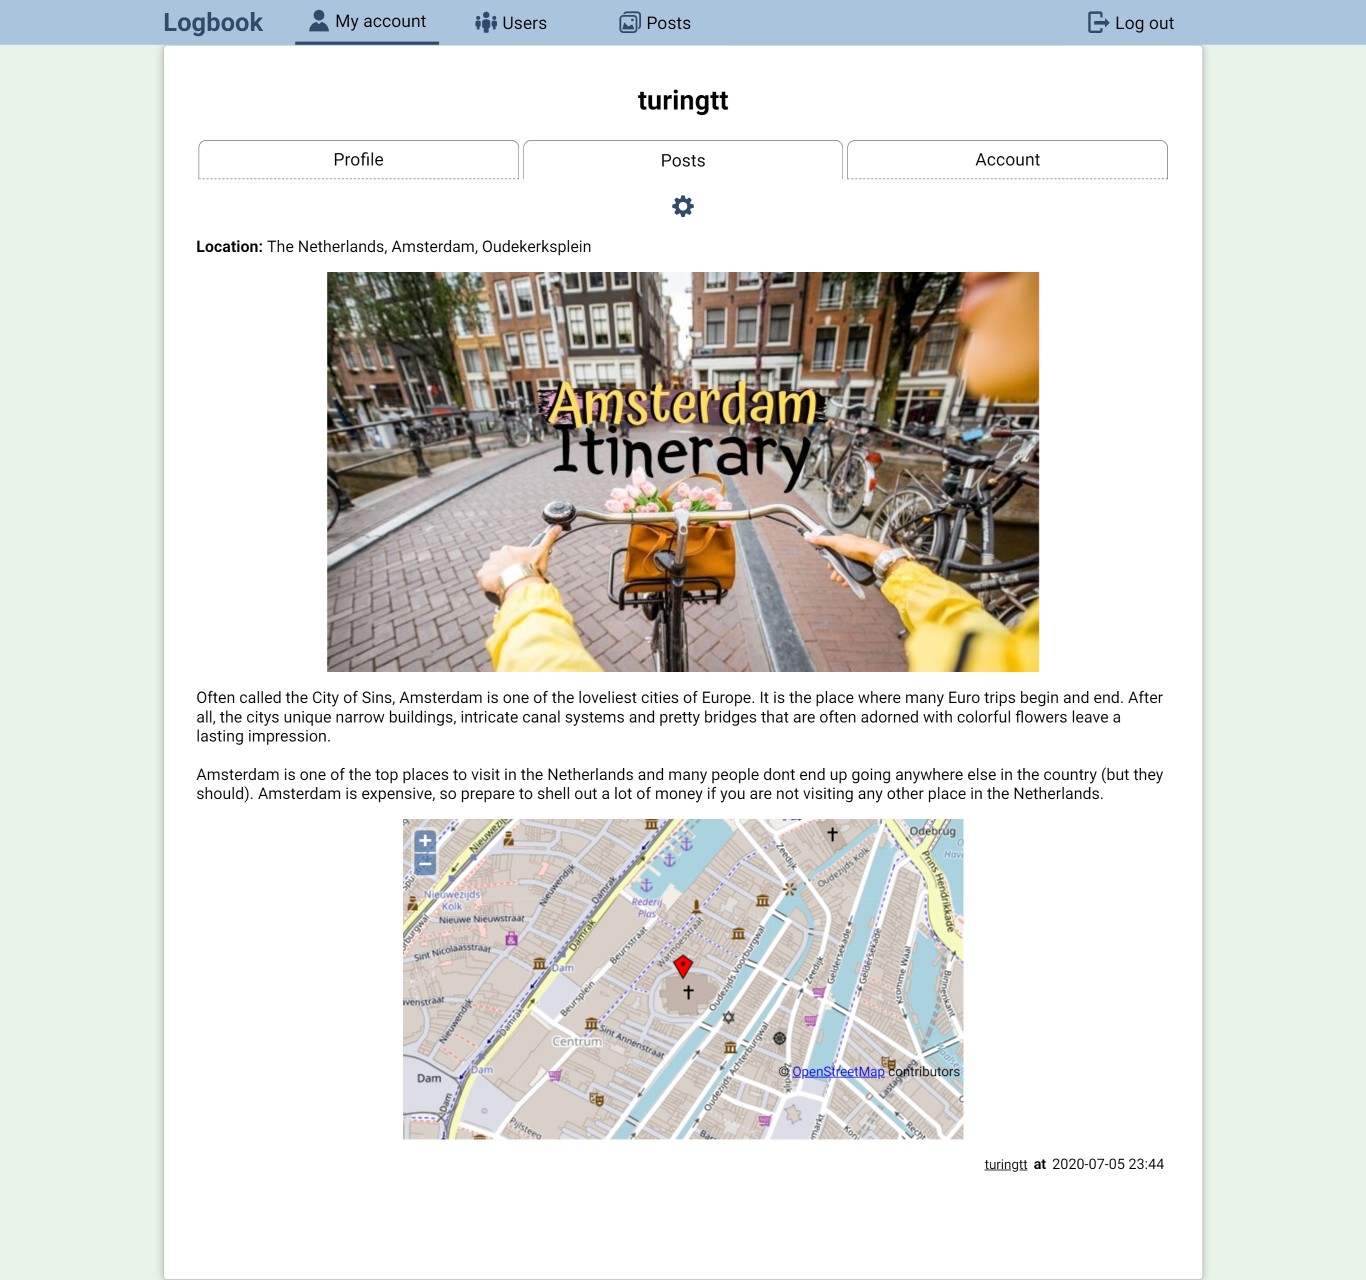 Logbook
My account
Users
Posts
Log out
turingtt
Profile
Posts
Account
Location: The Netherlands, Amsterdam, Oudekerksplein
Amsterdam
Itinerary
Often called the City of Sins, Amsterdam is one of the loveliest cities of Europe. It is the place where many Euro trips begin and end. After
all, the citys unique narrow buildings, intricate canal systems and pretty bridges that are often adorned with colorful flowers leave a
lasting impression.
Amsterdam is one of the top places to visit in the Netherlands and many people dont end up going anywhere else in the country (but they
should). Amsterdam is expensive, so prepare to shell out a lot of money if you are not visiting any other place in the Netherlands.
+
−
Odebrug
Zeedijk
Oudezijds Kolk
Prins Hendrikkade
Nieuwezijds
Kolk
Nieuwendijk
Damrak
Rederij
Plas
Nieuwe Nieuwstraat
Sint Nicolaasstraat
Damrak
Beursstraat
Warmoesstraat
Oudezijds Voorburgwal
Zeedijk
Geldersekade
Geldersekade
Kromme Waal
Binnenkant
Dam
Nieuwendijk
Damrak
Beursplein
Centrum
Sint Annenstraat
Oudezijds Achterburgwal
Dam
Dam
Dam
Pijlsteeg
© OpenStreetMap contributors
turingtt at 2020-07-05 23:44